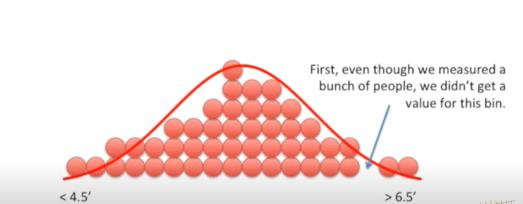 First, even though we measured a
bunch of people, we didn't get a
value for this bin.
< 4.5'
> 6.5'